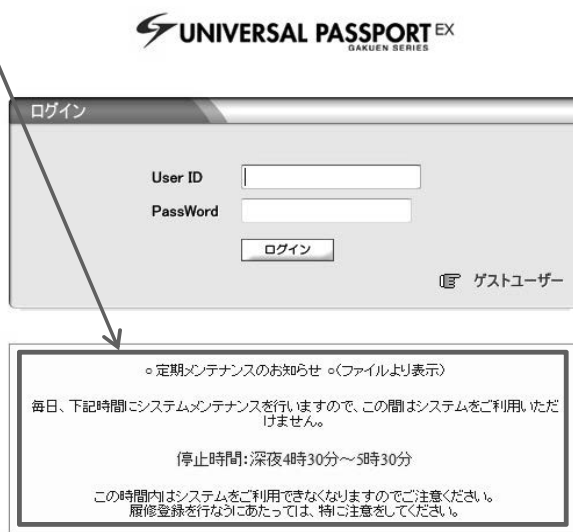 UNIVERSAL PASSPORT EX
GAKUEN SERIES
ログイン
User ID
PassWord
ログイン
ゲストユーザー
○定期メンテナンスのお知らせ ○(ファイルより表示)
毎日、下記時間にシステムメンテナンスを行いますので、この間はシステムをご利用いただ
けません。
停止時間:深夜4時30分～5時30分
この時間内はシステムをご利用できなくなりますのでご注意ください。
履修登録を行なうにあたっては、特に注意をしてください。